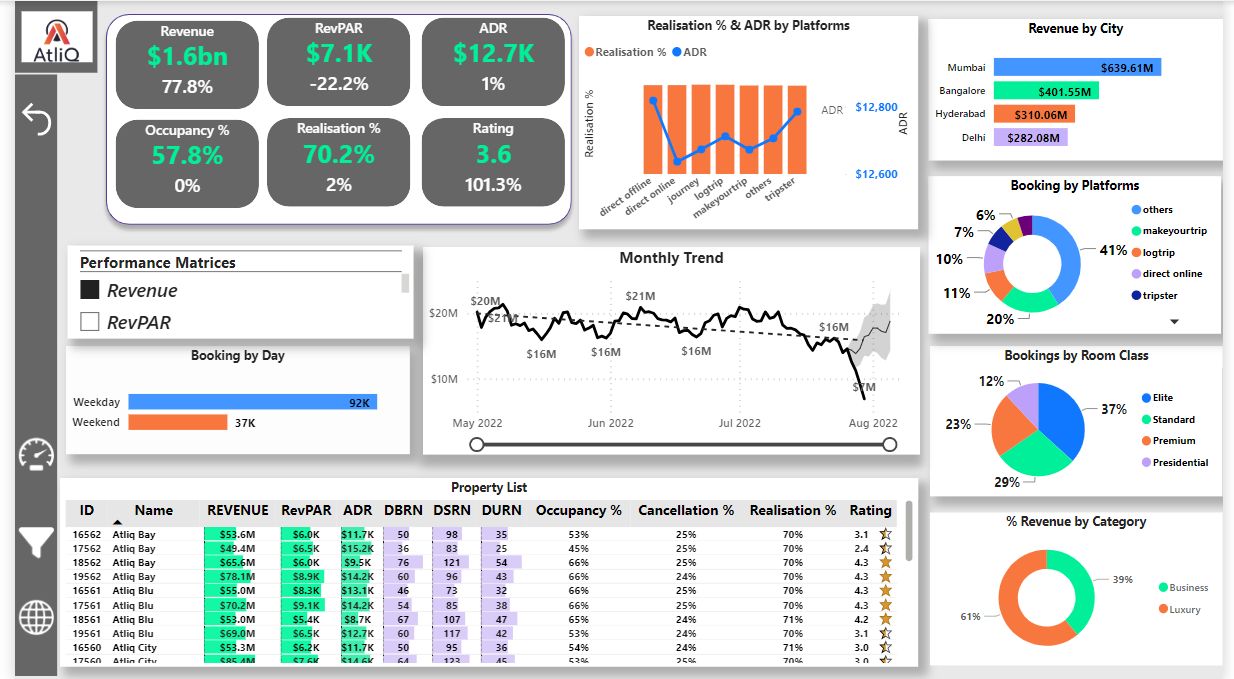 AtliQ
Revenue
$1.6bn
77.8%
RevPAR
$7.1K
-22.2%
ADR
$12.7K
1%
Occupancy %
57.8%
0%
Realisation %
70.2%
2%
Rating
3.6
101.3%
Realisation % & ADR by Platforms
Realisation % ADR
Realisation %
ADR
$12,800
$12,600
ADR
direct offline
direct online
journey
logtrip
makeyourtrip
others
tripster
Revenue by City
Mumbai $639.61M
Bangalore $401.55M
Hyderabad $310.06M
Delhi $282.08M
Booking by Platforms
6%
7%
10%
11%
20%
41%
others
makeyourtrip
logtrip
direct online
tripster
Performance Matrices
Revenue
RevPAR
Booking by Day
Weekday 92K
Weekend 37K
Monthly Trend
$20M
$10M
$20M
$21M
$16M
$16M
$21M
$16M
$16M
$7M
May 2022 Jun 2022 Jul 2022 Aug 2022
Bookings by Room Class
12%
23%
29%
37%
Elite
Standard
Premium
Presidential
Property List
ID Name REVENUE RevPAR ADR DBRN DSRN DURN Occupancy % Cancellation % Realisation % Rating
16562 Atliq Bay $53.6M $6.0K $11.7K 50 98 35 53% 25% 70% 3.1
17562 Atliq Bay $49.4M $6.5K $15.2K 36 83 25 45% 25% 70% 2.4
18562 Atliq Bay $65.6M $6.0K $9.5K 76 121 54 66% 25% 70% 4.3
19562 Atliq Bay $78.1M $8.9K $14.2K 60 96 43 66% 24% 70% 4.3
16561 Atliq Blu $55.0M $8.3K $13.1K 46 73 32 66% 25% 70% 4.3
17561 Atliq Blu $70.2M $9.1K $14.2K 54 85 38 66% 25% 70% 4.3
18561 Atliq Blu $53.0M $5.4K $8.7K 67 107 47 65% 24% 71% 4.2
19561 Atliq Blu $69.0M $6.5K $12.7K 60 117 42 53% 24% 70% 3.1
16560 Atliq City $53.3M $6.2K $11.7K 50 95 36 54% 24% 71% 3.0
17560 Atliq City $85.4M $7.6K $14.6K 64 123 45 53% 25% 70% 3.0
% Revenue by Category
39%
61%
Business
Luxury